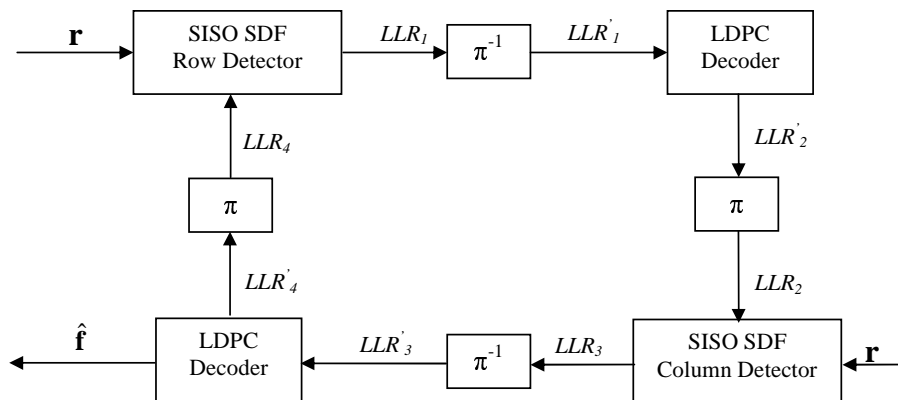 r
SISO SDF
Row Detector
LLR₁
π⁻¹
LLR'₁
LDPC
Decoder
LLR₄
LLR'₂
π
π
LLR'₄
LLR₂
f̂
LDPC
Decoder
LLR'₃
π⁻¹
LLR₃
SISO SDF
Column Detector
r